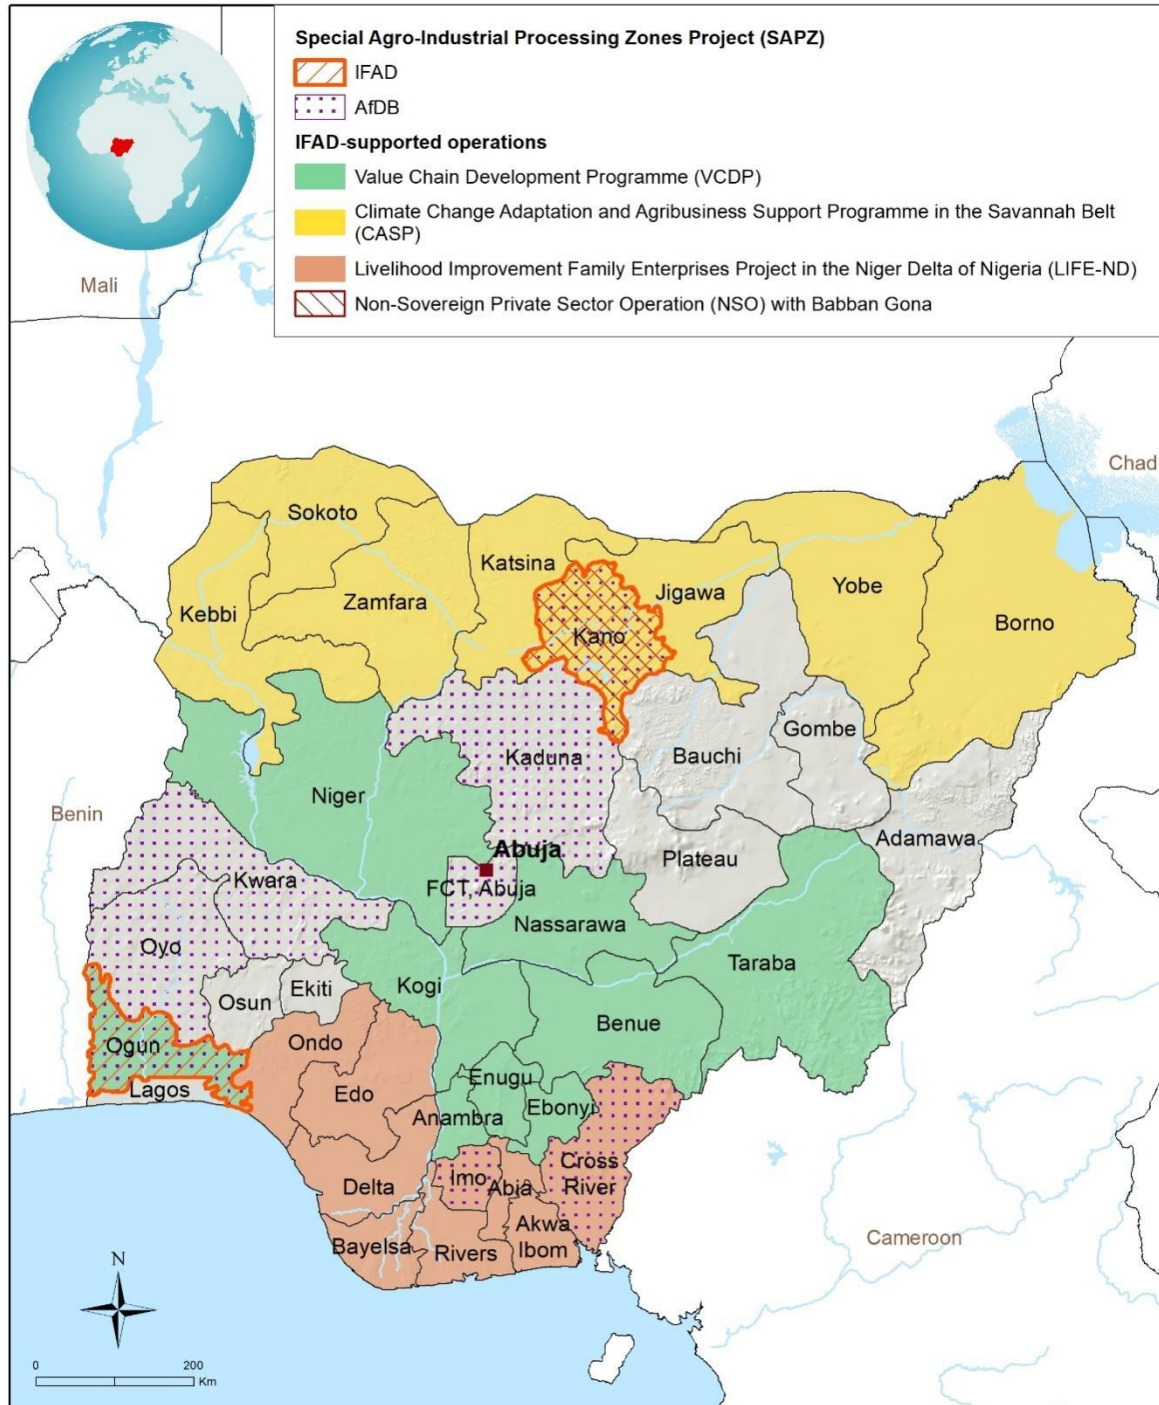 Special Agro-Industrial Processing Zones Project (SAPZ)
IFAD
AfDB
IFAD-supported operations
Value Chain Development Programme (VCDP)
Climate Change Adaptation and Agribusiness Support Programme in the Savannah Belt
(CASP)
Livelihood Improvement Family Enterprises Project in the Niger Delta of Nigeria (LIFE-ND)
Non-Sovereign Private Sector Operation (NSO) with Babban Gona
Mali
Chad
Sokoto
Katsina
Kebbi
Zamfara
Jigawa
Yobe
Kano
Borno
Gombe
Kaduna
Bauchi
Niger
Benin
Adamawa
Abuja
Plateau
Kwara
FCT, Abuja
Nassarawa
Oyo
Taraba
Kogi
Ekiti
Osun
Benue
Ogun
Ondo
Enugu
Lagos
Edo
Ebonyi
Anambra
Cross
River
Imo
Abia
Delta
Akwa
Ibom
Bayelsa
Rivers
Cameroon
N
0 200
Km